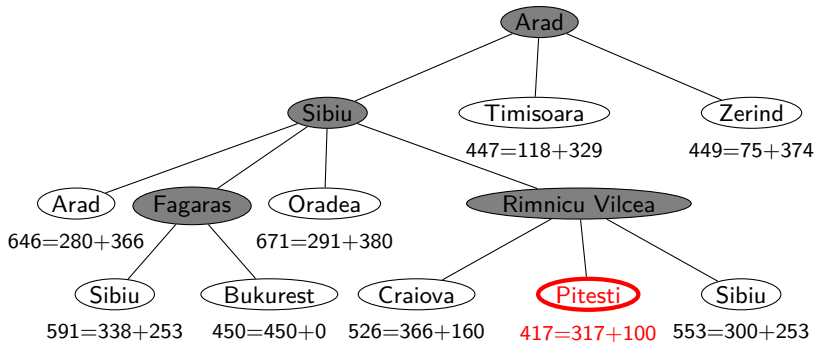 Arad
Sibiu
Timisoara
Zerind
447=118+329
449=75+374
Arad
Fagaras
Oradea
Rimnicu Vilcea
646=280+366
671=291+380
Sibiu
Bukurest
Craiova
Pitesti
Sibiu
591=338+253
450=450+0
526=366+160
417=317+100
553=300+253